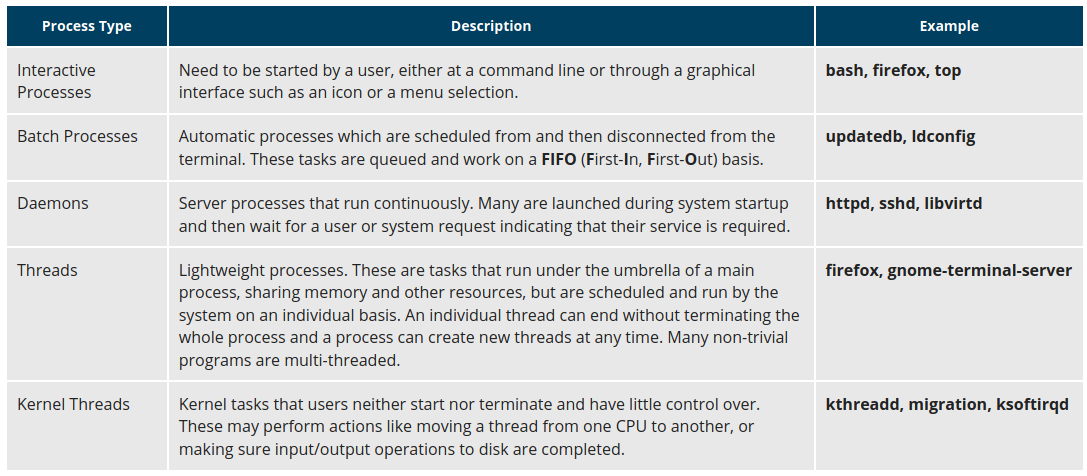 Process Type Description Example
Interactive Processes
Need to be started by a user, either at a command line or through a graphical
interface such as an icon or a menu selection.
bash, firefox, top
Batch Processes
Automatic processes which are scheduled from and then disconnected from the
terminal. These tasks are queued and work on a FIFO (First-In, First-Out) basis.
updatedb, ldconfig
Daemons
Server processes that run continuously. Many are launched during system startup
and then wait for a user or system request indicating that their service is required.
httpd, sshd, libvirtd
Threads
Lightweight processes. These are tasks that run under the umbrella of a main
process, sharing memory and other resources, but are scheduled and run by the
system on an individual basis. An individual thread can end without terminating the
whole process and a process can create new threads at any time. Many non-trivial
programs are multi-threaded.
firefox, gnome-terminal-server
Kernel Threads
Kernel tasks that users neither start nor terminate and have little control over.
These may perform actions like moving a thread from one CPU to another, or
making sure input/output operations to disk are completed.
kthreadd, migration, ksoftirqd